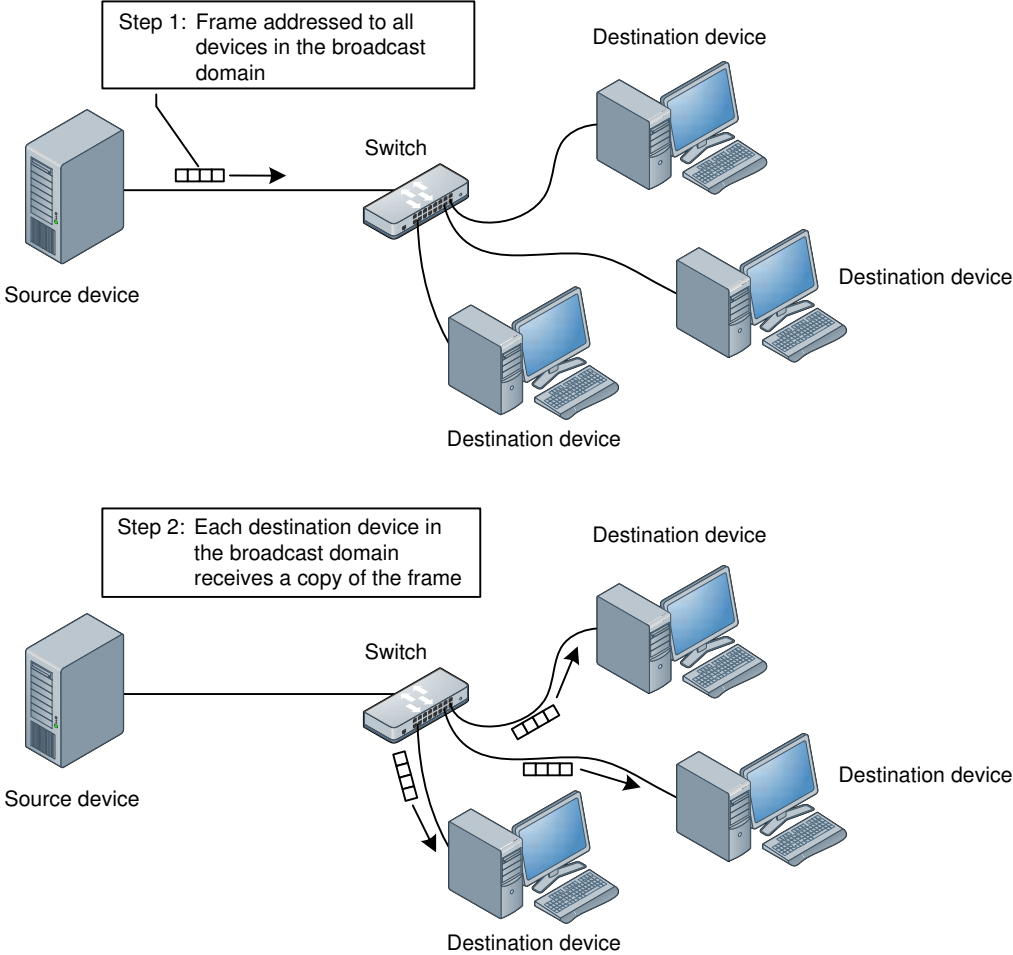 Step 1: Frame addressed to all
devices in the broadcast
domain
Destination device
Switch
Source device
Destination device
Destination device
Step 2: Each destination device in
the broadcast domain
receives a copy of the frame
Destination device
Switch
Source device
Destination device
Destination device